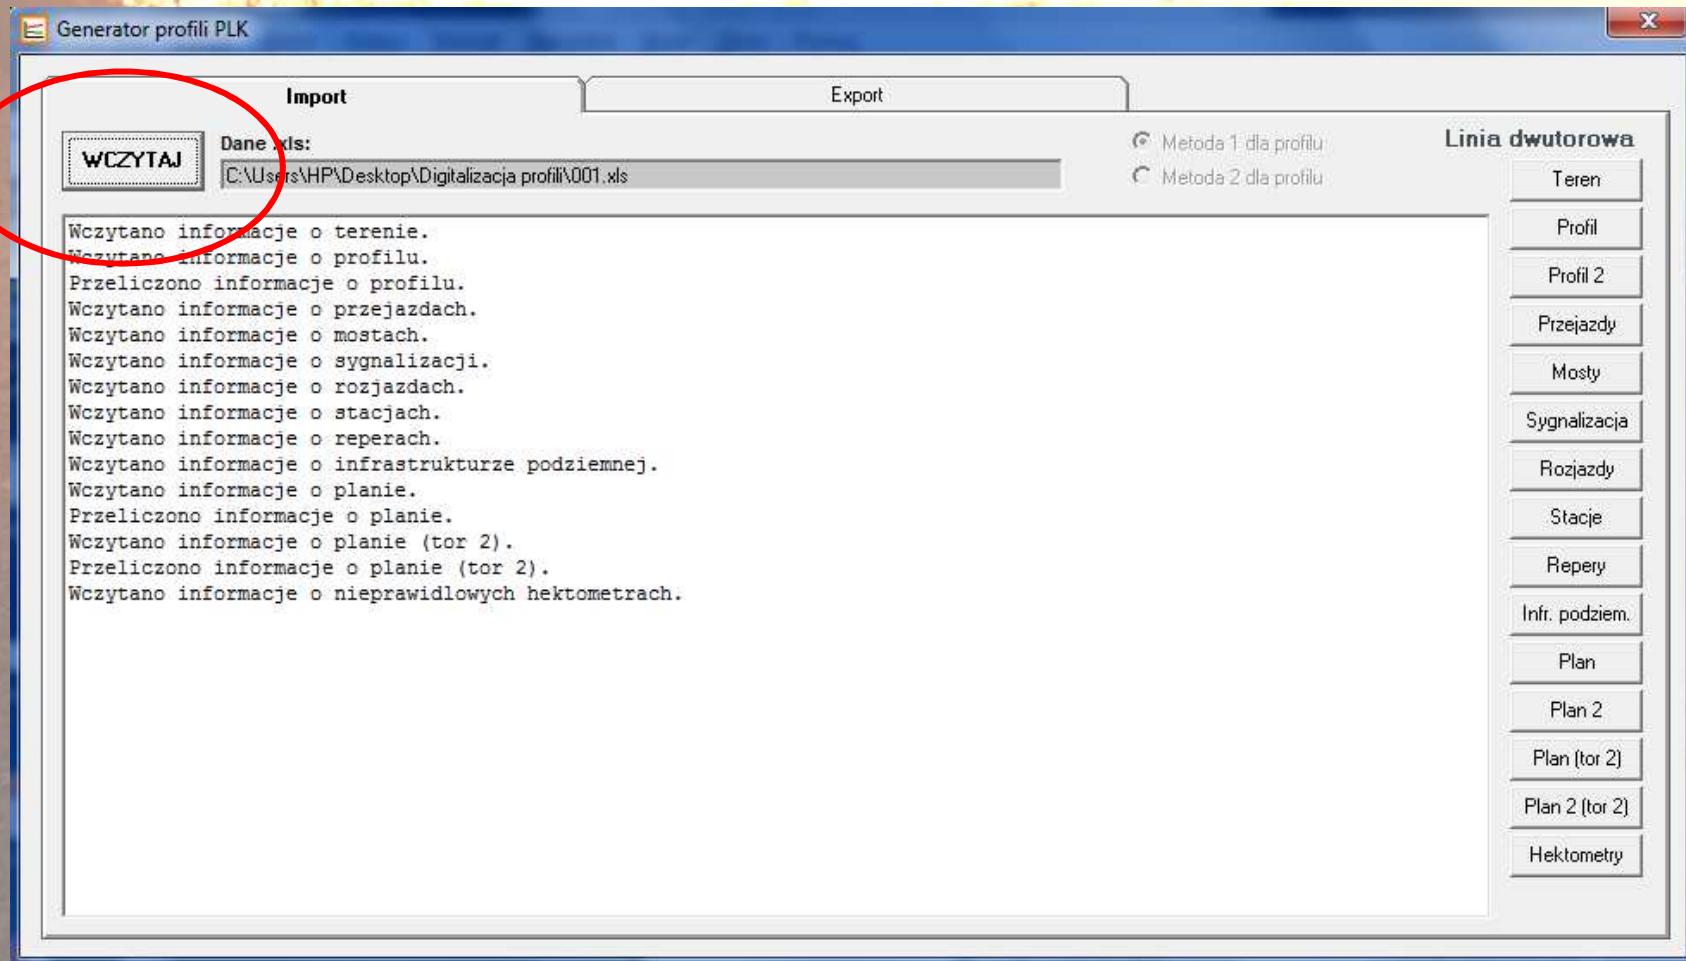 Generator profili PLK
Import
Export
WCZYTAJ
Dane .xls:
C:\Users\HP\Desktop\Digitalizacja profili\001.xls
Metoda 1 dla profilu
Metoda 2 dla profilu
Linia dwutorowa
Wczytano informacje o terenie.
Wczytano informacje o profilu.
Przeliczono informacje o profilu.
Wczytano informacje o przejazdach.
Wczytano informacje o mostach.
Wczytano informacje o sygnalizacji.
Wczytano informacje o rozjazdach.
Wczytano informacje o stacjach.
Wczytano informacje o reperach.
Wczytano informacje o infrastrukturze podziemnej.
Wczytano informacje o planie.
Przeliczono informacje o planie.
Wczytano informacje o planie (tor 2).
Przeliczono informacje o planie (tor 2).
Wczytano informacje o nieprawidlowych hektometrach.
Teren
Profil
Profil 2
Przejazdy
Mosty
Sygnalizacja
Rozjazdy
Stacje
Repery
Infr. podziem.
Plan
Plan 2
Plan (tor 2)
Plan 2 (tor 2)
Hektometry